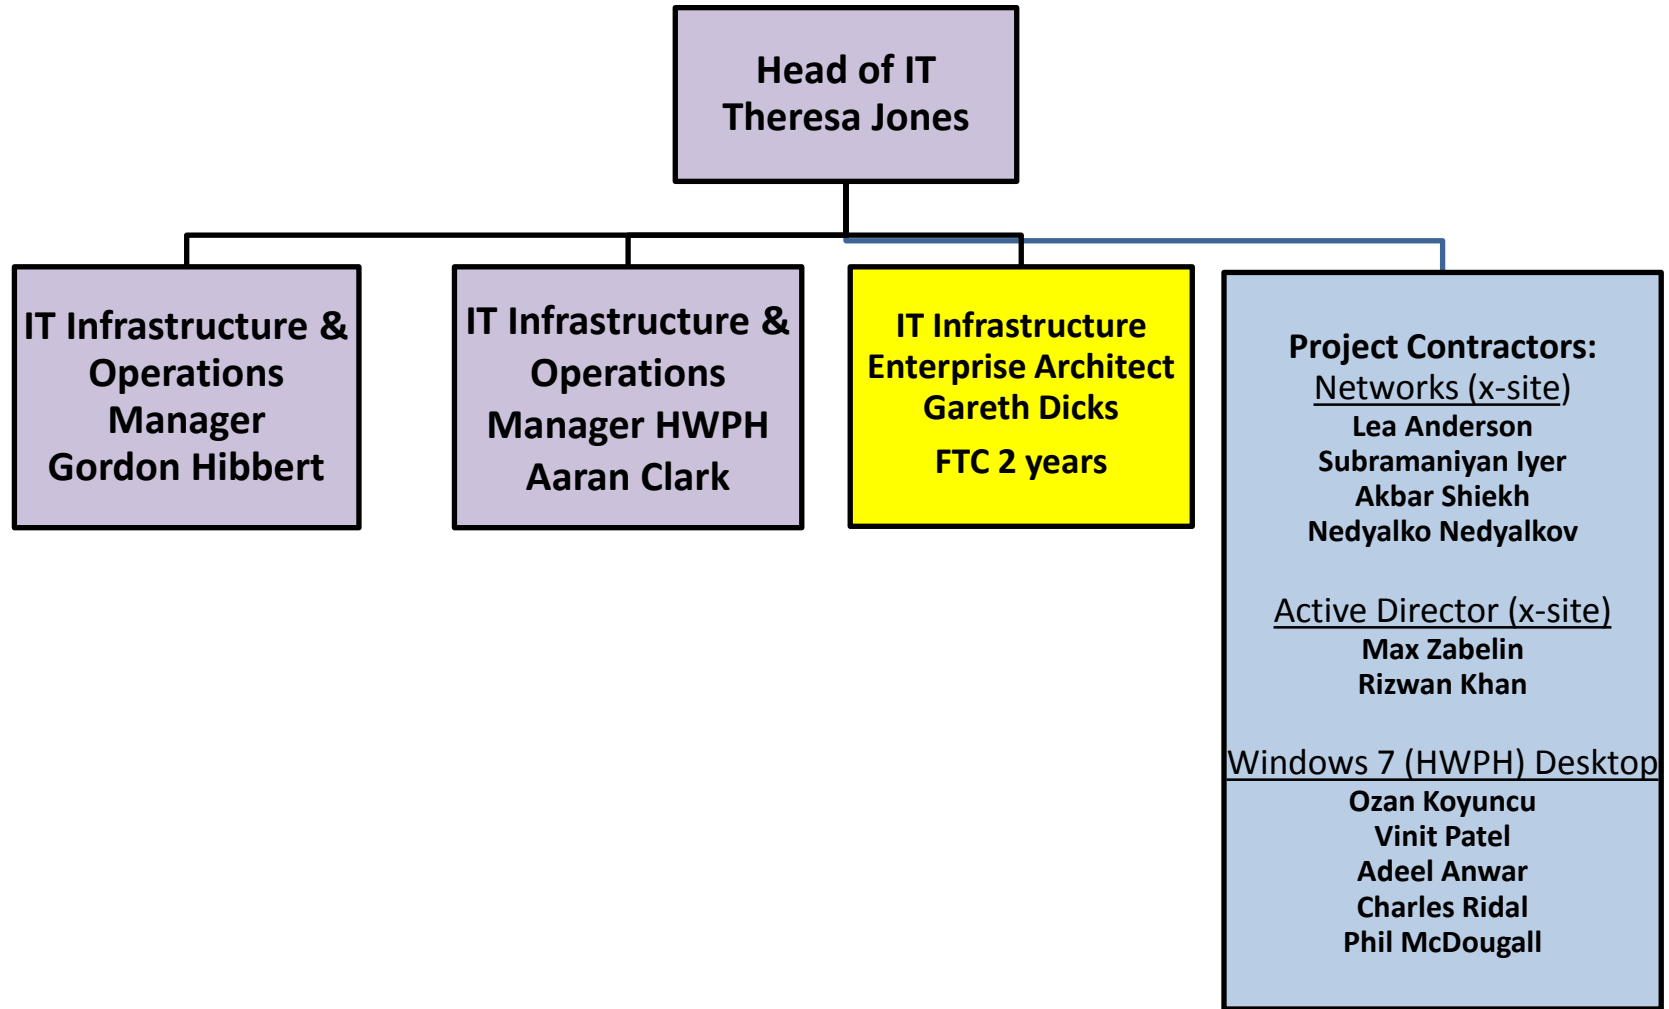 Head of IT
Theresa Jones
IT Infrastructure &
Operations
Manager
Gordon Hibbert
IT Infrastructure &
Operations
Manager HWPH
Aaran Clark
IT Infrastructure
Enterprise Architect
Gareth Dicks
FTC 2 years
Project Contractors:
Networks (x-site)
Lea Anderson
Subramaniyan Iyer
Akbar Shiekh
Nedyalko Nedyalkov
Active Director (x-site)
Max Zabelin
Rizwan Khan
Windows 7 (HWPH) Desktop
Ozan Koyuncu
Vinit Patel
Adeel Anwar
Charles Ridal
Phil McDougall